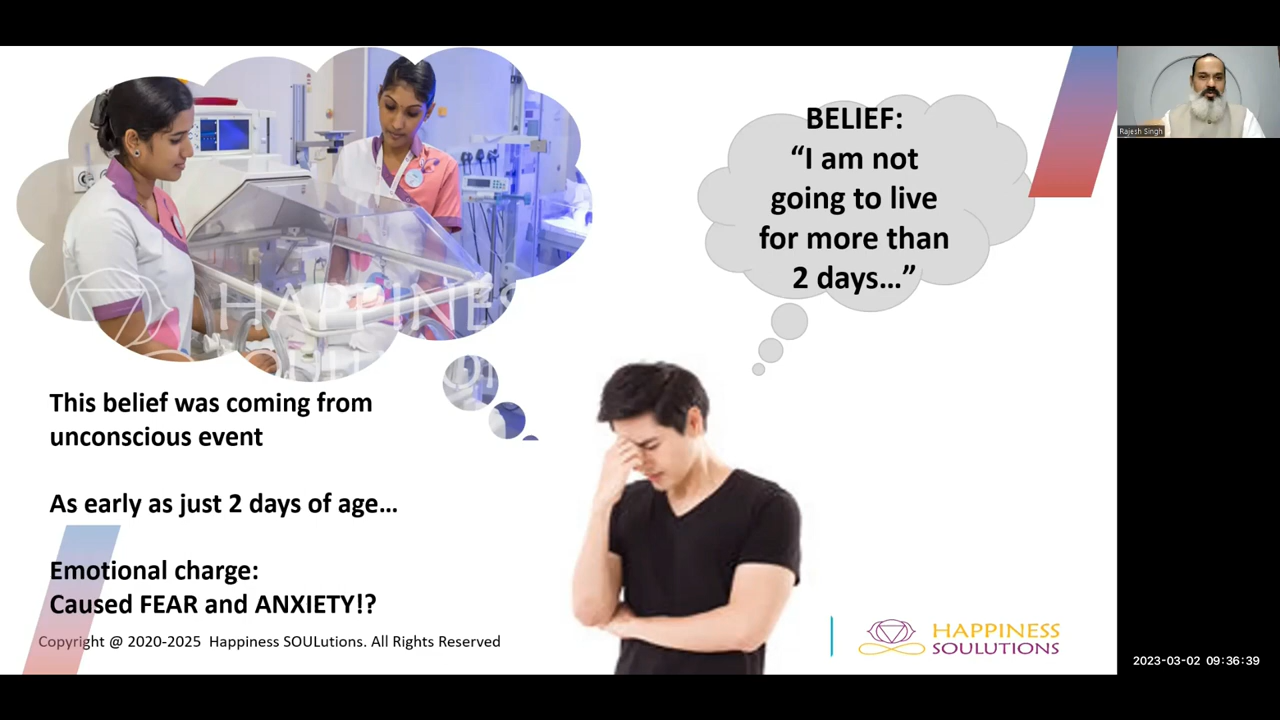 BELIEF:
“I am not
going to live
for more than
2 days...”
Rajesh Singh
HAPPINESS
This belief was coming from
unconscious event
As early as just 2 days of age...
Emotional charge:
Caused FEAR and ANXIETY!?
Copyright @ 2020-2025 Happiness SOULutions. All Rights Reserved
HAPPINESS
SOULUTIONS
2023-03-02 09:36:39